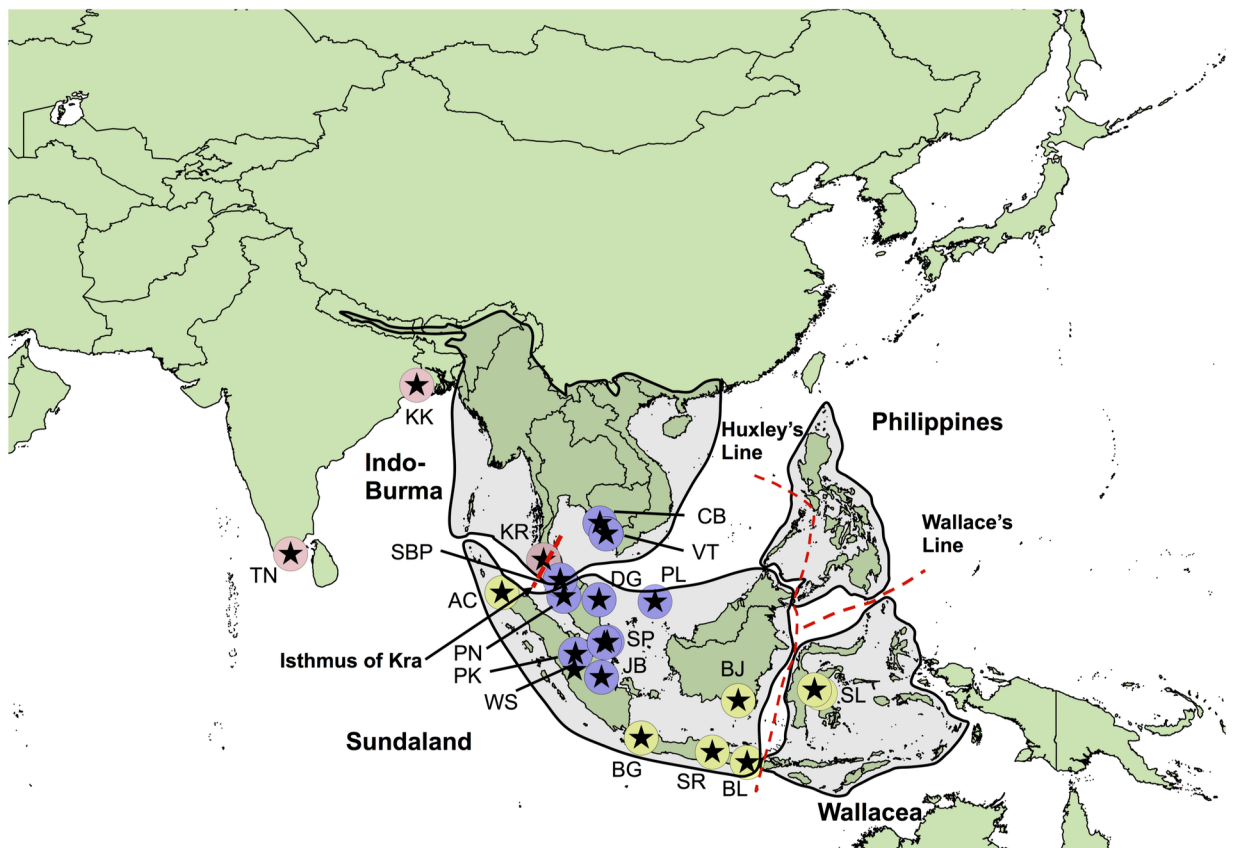 KK
Huxley's
Line
Philippines
Indo-
Burma
CB
Wallace's
Line
KR
VT
SBP
TN
DG
PL
AC
SP
PN
Isthmus of Kra
PK
JB
BJ
WS
SL
Sundaland
BG
SR
BL
Wallacea